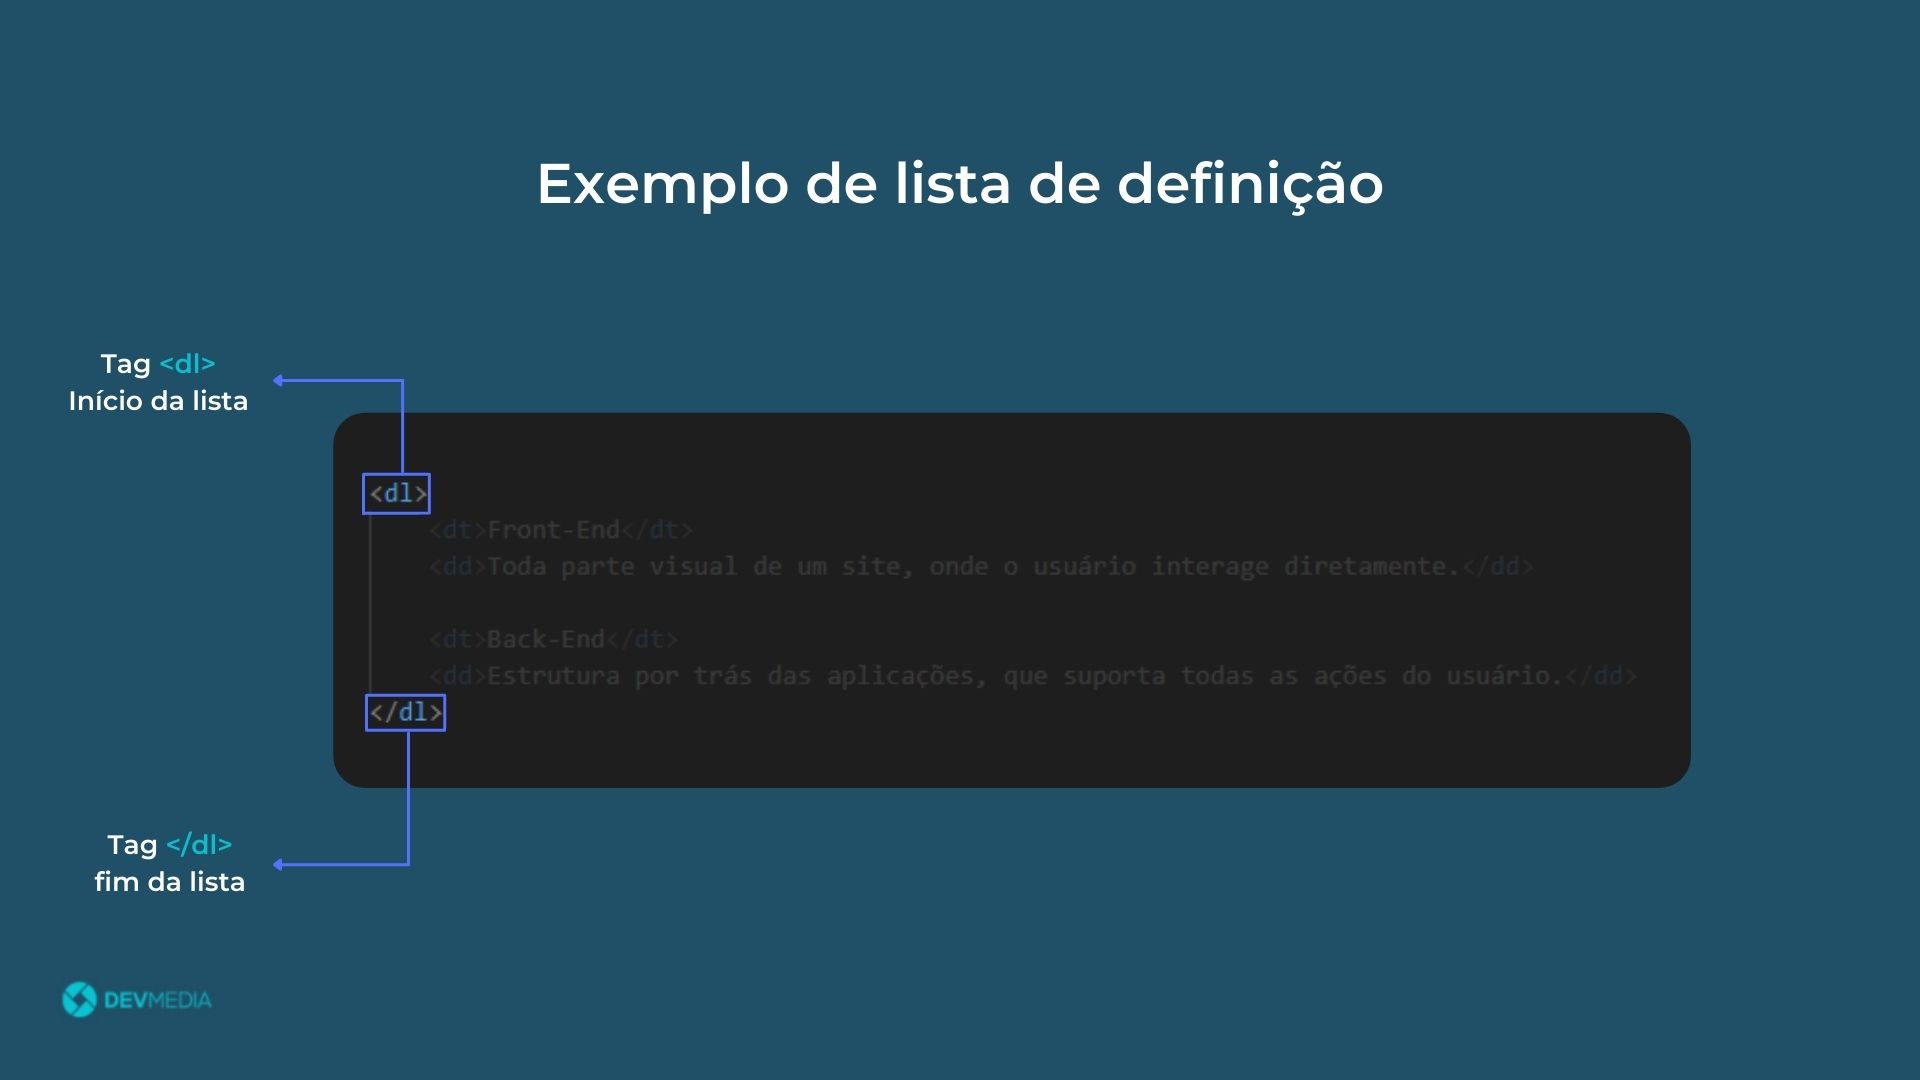 Exemplo de lista de definição
Tag <dl>
Início da lista
<dl>
<dt>Front-End</dt>
<dd>Toda parte visual de um site, onde o usuário interage diretamente.</dd>
<dt>Back-End</dt>
<dd>Estrutura por trás das aplicações, que suporta todas as ações do usuário.</dd>
</dl>
Tag </dl>
fim da lista
DEVMEDIA